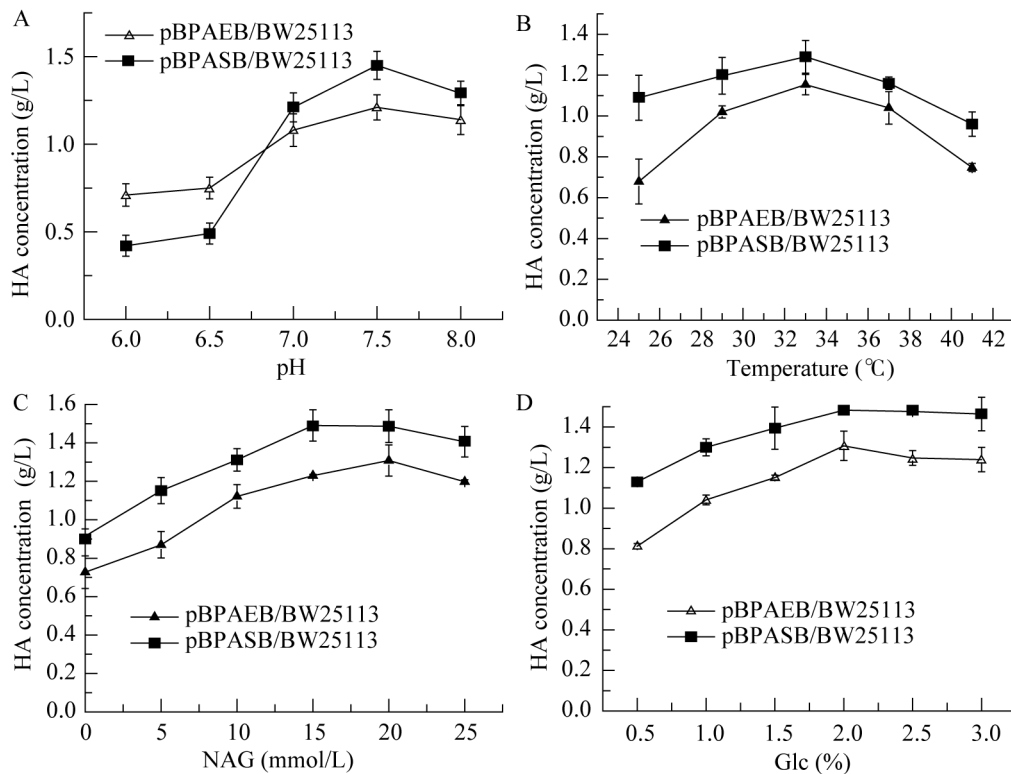 A
pBPAEB/BW25113
pBPASB/BW25113
HA concentration (g/L)
1.5
1.0
0.5
0.0
6.0 6.5 7.0 7.5 8.0
pH
B
HA concentration (g/L)
1.4
1.2
1.0
0.8
0.6
0.4
0.2
0.0
pBPAEB/BW25113
pBPASB/BW25113
24 26 28 30 32 34 36 38 40 42
Temperature (℃)
C
HA concentration (g/L)
1.6
1.4
1.2
1.0
0.8
0.6
0.4
0.2
0.0
pBPAEB/BW25113
pBPASB/BW25113
0 5 10 15 20 25
NAG (mmol/L)
D
HA concentration (g/L)
1.4
1.2
1.0
0.8
0.6
0.4
0.2
0.0
pBPAEB/BW25113
pBPASB/BW25113
0.5 1.0 1.5 2.0 2.5 3.0
Glc (%)